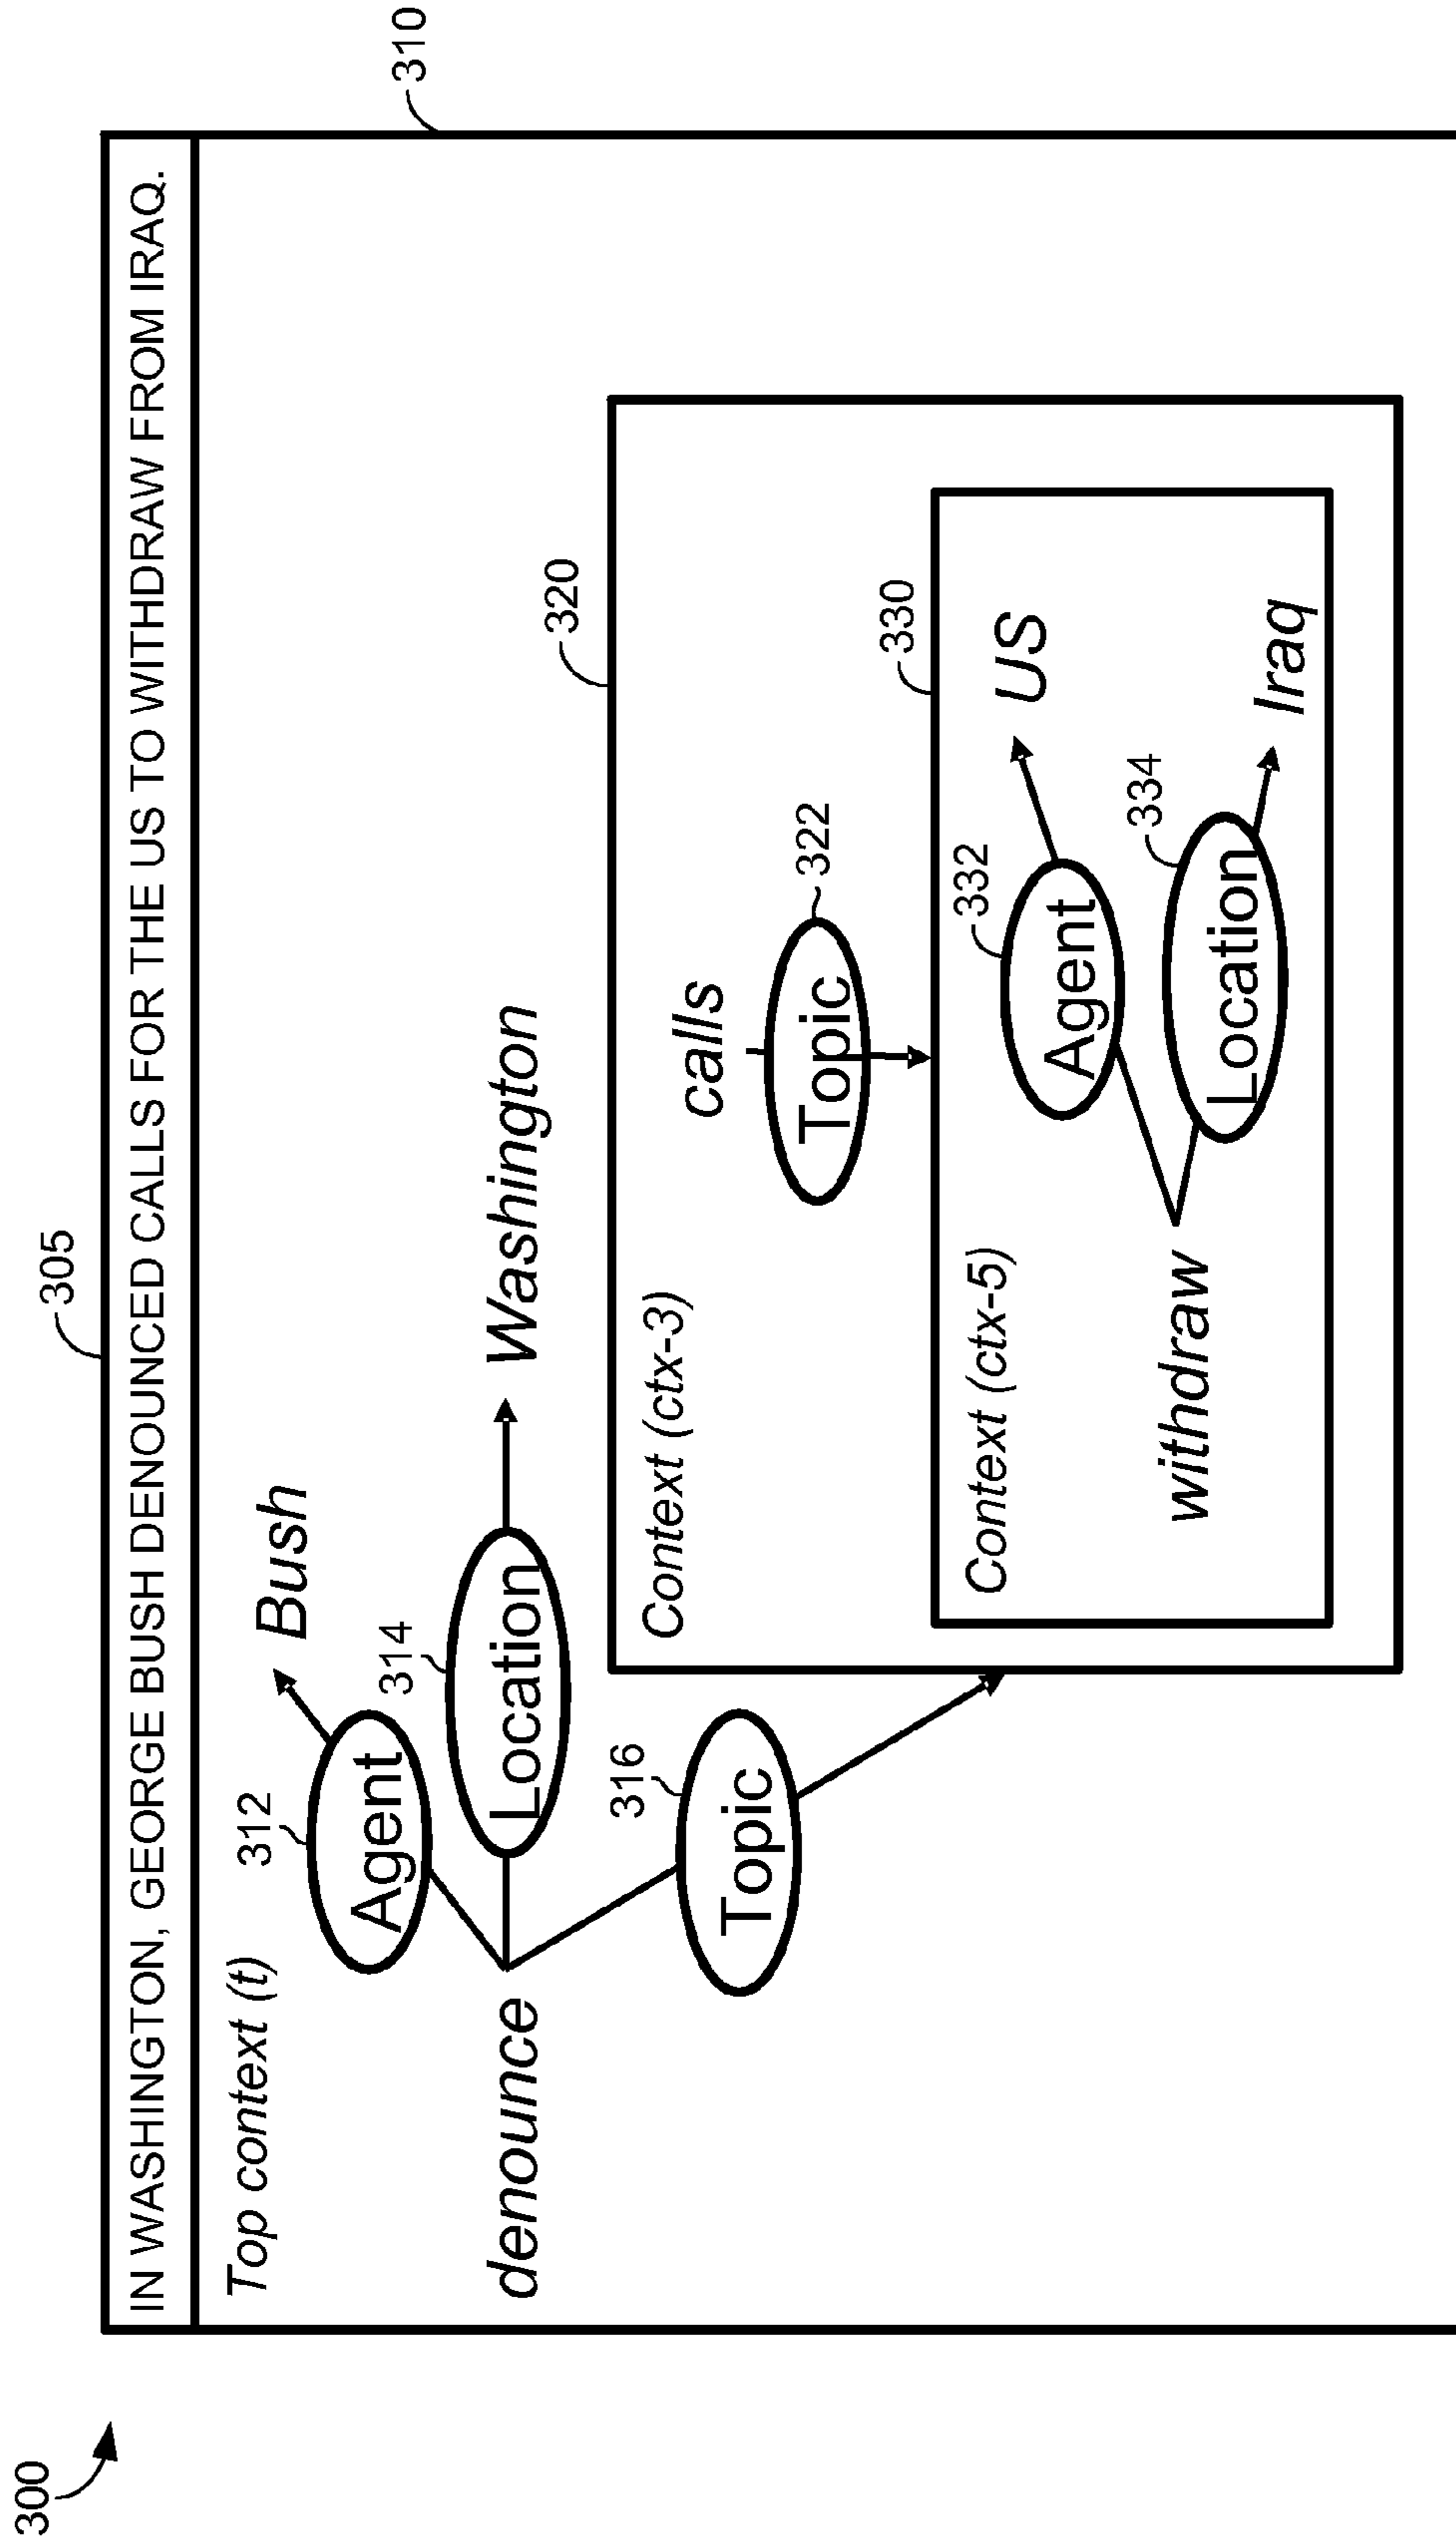 300
305
IN WASHINGTON, GEORGE BUSH DENOUNCED CALLS FOR THE US TO WITHDRAW FROM IRAQ.
310
Top context (t)
312
Bush
Agent
314
denounce
Location
Washington
316
Topic
320
Context (ctx-3)
calls
Topic
322
330
Context (ctx-5)
332
US
Agent
334
withdraw
Location
Iraq